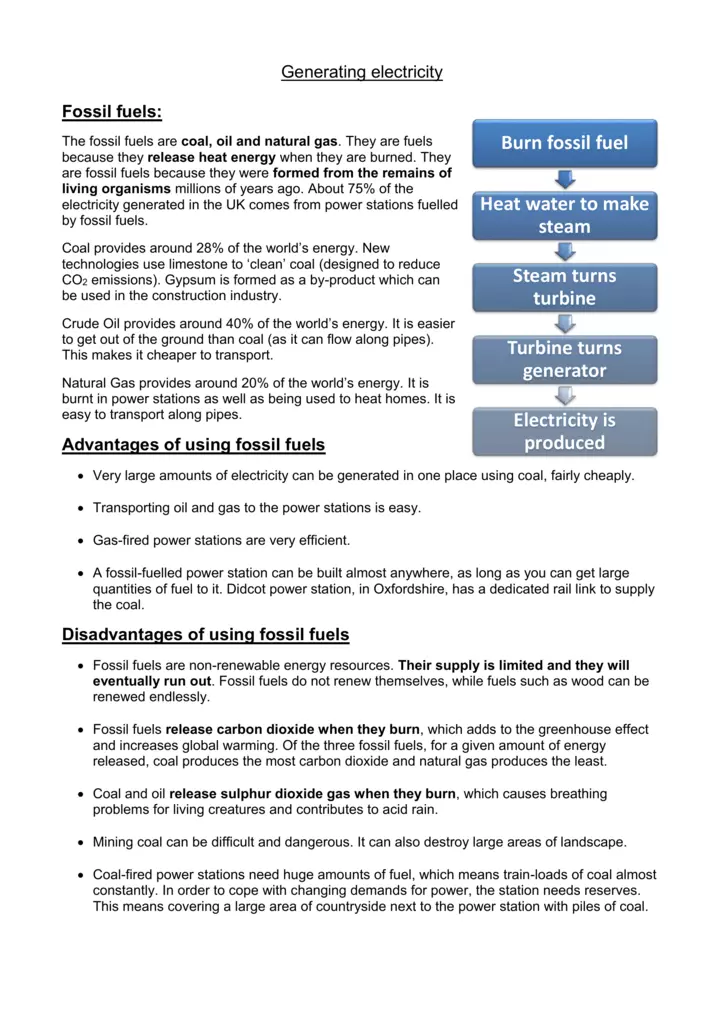 Generating electricity
Fossil fuels:
The fossil fuels are coal, oil and natural gas. They are fuels
because they release heat energy when they are burned. They
are fossil fuels because they were formed from the remains of
living organisms millions of years ago. About 75% of the
electricity generated in the UK comes from power stations fuelled
by fossil fuels.
Coal provides around 28% of the world’s energy. New
technologies use limestone to ‘clean’ coal (designed to reduce
CO₂ emissions). Gypsum is formed as a by-product which can
be used in the construction industry.
Crude Oil provides around 40% of the world’s energy. It is easier
to get out of the ground than coal (as it can flow along pipes).
This makes it cheaper to transport.
Natural Gas provides around 20% of the world’s energy. It is
burnt in power stations as well as being used to heat homes. It is
easy to transport along pipes.
Burn fossil fuel
Heat water to make
steam
Steam turns
turbine
Turbine turns
generator
Electricity is
produced
Advantages of using fossil fuels
• Very large amounts of electricity can be generated in one place using coal, fairly cheaply.
• Transporting oil and gas to the power stations is easy.
• Gas-fired power stations are very efficient.
• A fossil-fuelled power station can be built almost anywhere, as long as you can get large
quantities of fuel to it. Didcot power station, in Oxfordshire, has a dedicated rail link to supply
the coal.
Disadvantages of using fossil fuels
• Fossil fuels are non-renewable energy resources. Their supply is limited and they will
eventually run out. Fossil fuels do not renew themselves, while fuels such as wood can be
renewed endlessly.
• Fossil fuels release carbon dioxide when they burn, which adds to the greenhouse effect
and increases global warming. Of the three fossil fuels, for a given amount of energy
released, coal produces the most carbon dioxide and natural gas produces the least.
• Coal and oil release sulphur dioxide gas when they burn, which causes breathing
problems for living creatures and contributes to acid rain.
• Mining coal can be difficult and dangerous. It can also destroy large areas of landscape.
• Coal-fired power stations need huge amounts of fuel, which means train-loads of coal almost
constantly. In order to cope with changing demands for power, the station needs reserves.
This means covering a large area of countryside next to the power station with piles of coal.